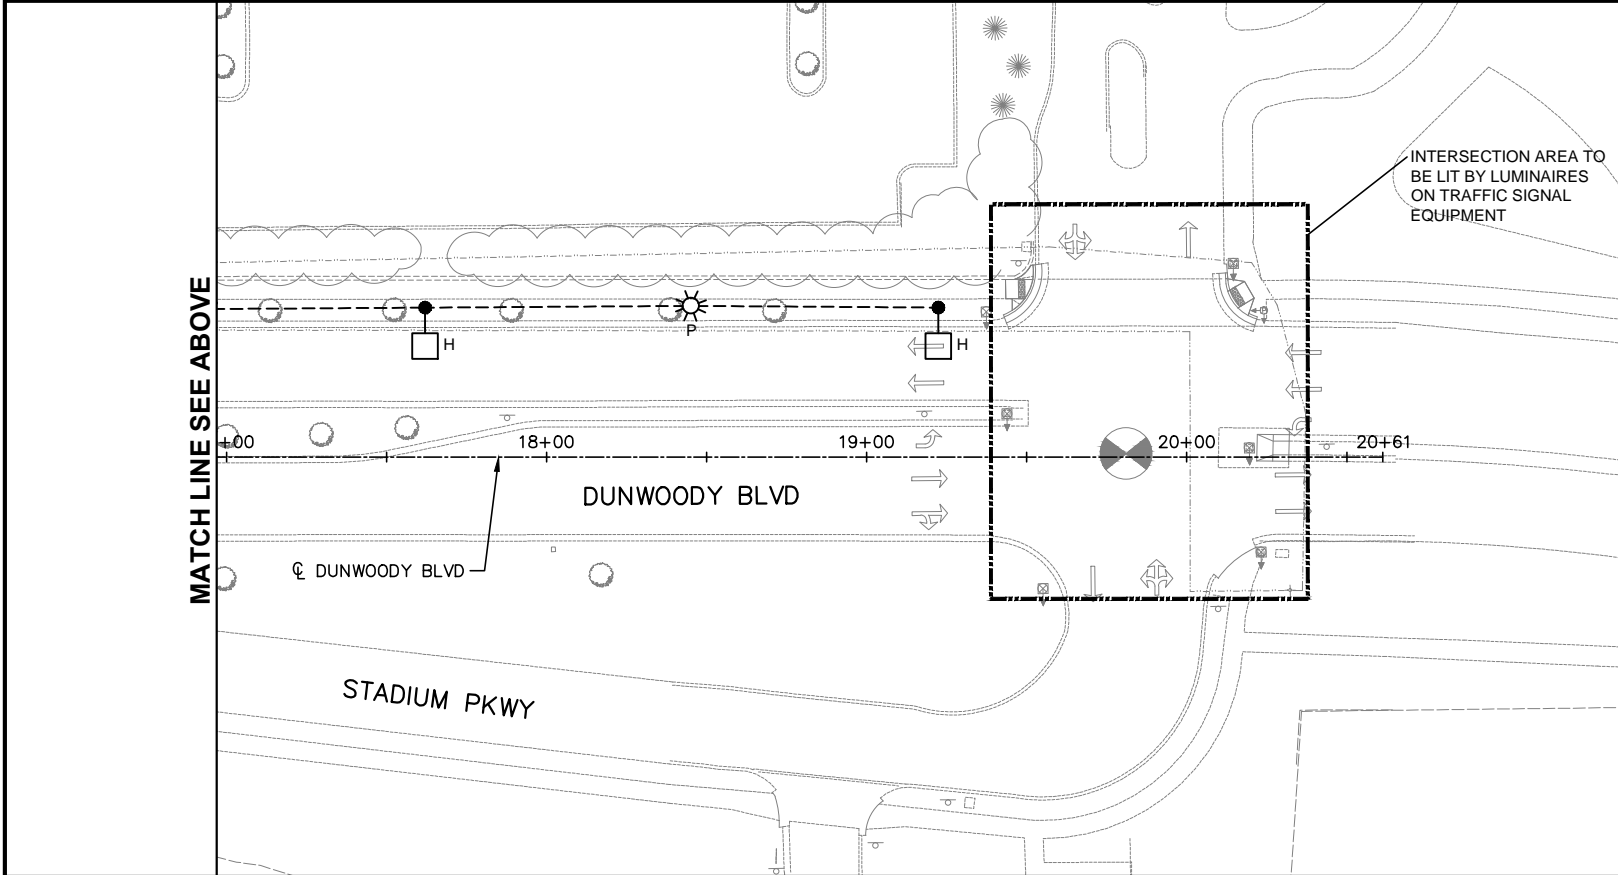 INTERSECTION AREA TO
BE LIT BY LUMINAIRES
ON TRAFFIC SIGNAL
EQUIPMENT
MATCH LINE SEE ABOVE
P
H
H
+00
18+00
19+00
20+00
20+61
DUNWOODY BLVD
℄ DUNWOODY BLVD
STADIUM PKWY